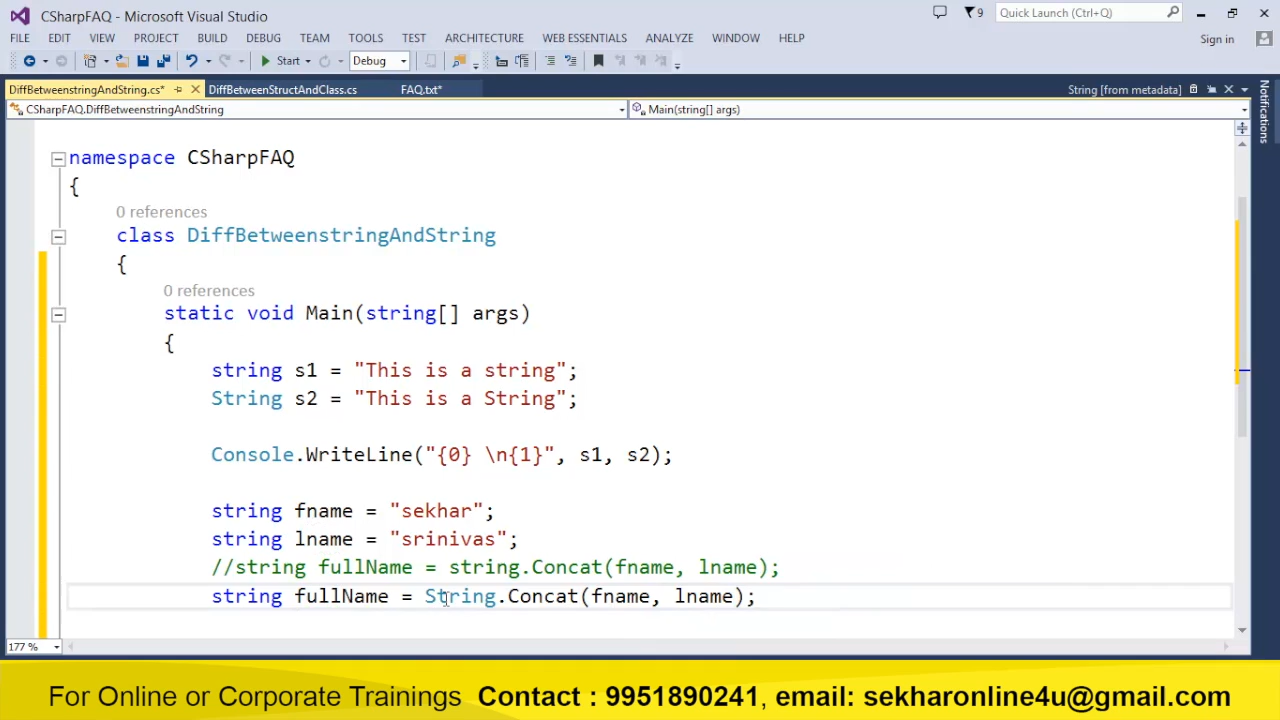 CSharpFAQ - Microsoft Visual Studio
9
Quick Launch (Ctrl+Q)
FILE EDIT VIEW PROJECT BUILD DEBUG TEAM TOOLS TEST ARCHITECTURE WEB ESSENTIALS ANALYZE WINDOW HELP
Sign in
Start Debug
DiffBetweenstringAndString.cs* DiffBetweenStructAndClass.cs FAQ.txt* String [from metadata]
CSharpFAQ.DiffBetweenstringAndString Main(string[] args)
Notifications
namespace CSharpFAQ
{
0 references
class DiffBetweenstringAndString
{
0 references
static void Main(string[] args)
{
string s1 = "This is a string";
String s2 = "This is a String";
Console.WriteLine("{0} \n{1}", s1, s2);
string fname = "sekhar";
string lname = "srinivas";
//string fullName = string.Concat(fname, lname);
string fullName = String.Concat(fname, lname);
177 %
For Online or Corporate Trainings Contact : 9951890241, email: sekharonline4u@gmail.com